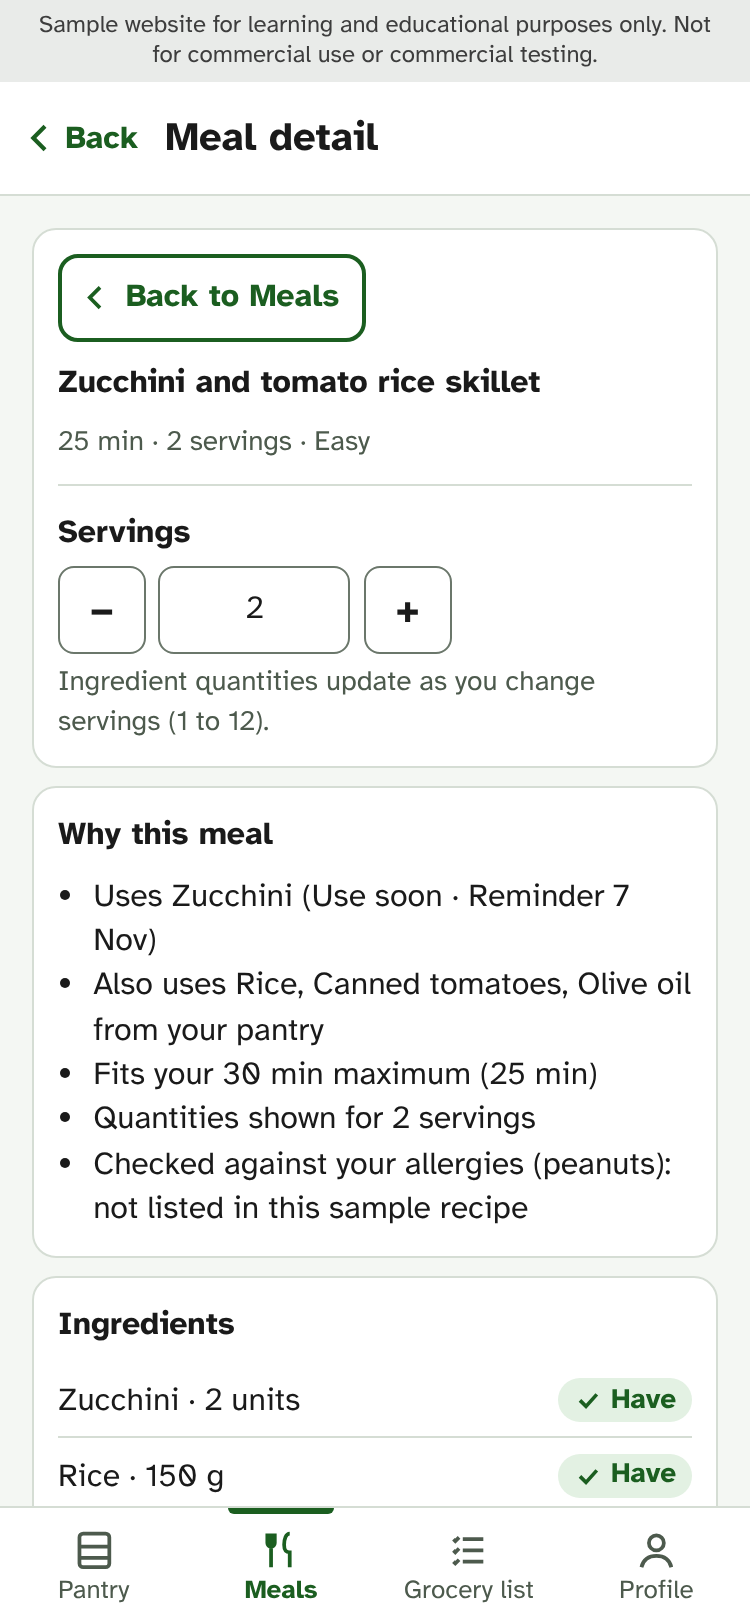 Sample website for learning and educational purposes only. Not
for commercial use or commercial testing.
Back Meal detail
Back to Meals
Zucchini and tomato rice skillet
25 min · 2 servings · Easy
Servings
− 2 +
Ingredient quantities update as you change
servings (1 to 12).
Why this meal
• Uses Zucchini (Use soon · Reminder 7
Nov)
• Also uses Rice, Canned tomatoes, Olive oil
from your pantry
• Fits your 30 min maximum (25 min)
• Quantities shown for 2 servings
• Checked against your allergies (peanuts):
not listed in this sample recipe
Ingredients
Zucchini · 2 units Have
Rice · 150 g Have
Pantry Meals Grocery list Profile